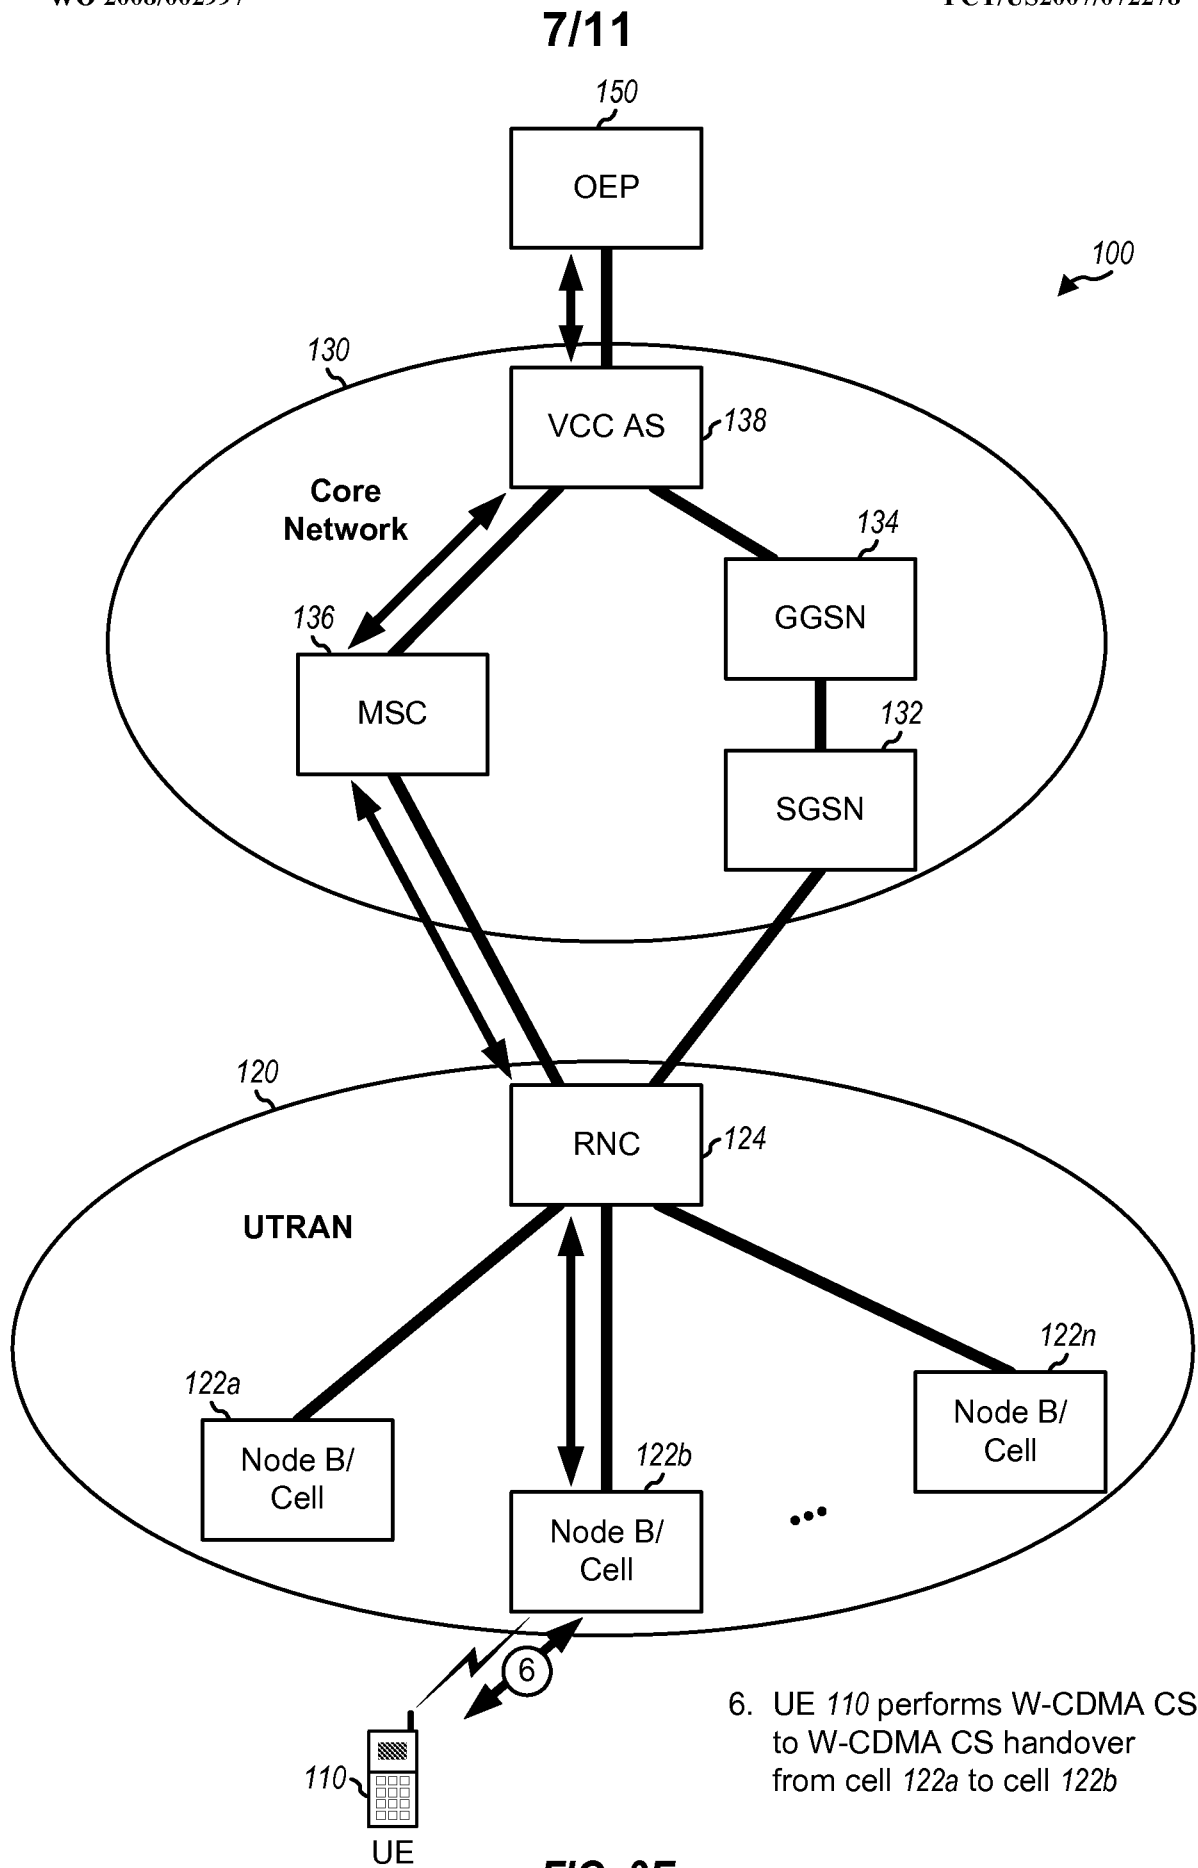 7/11
150
OEP
100
130
VCC AS
138
Core
Network
134
GGSN
136
MSC
132
SGSN
120
RNC
124
UTRAN
122n
Node B/
Cell
122a
Node B/
Cell
122b
Node B/
Cell
...
6
6. UE 110 performs W-CDMA CS
to W-CDMA CS handover
from cell 122a to cell 122b
110
UE